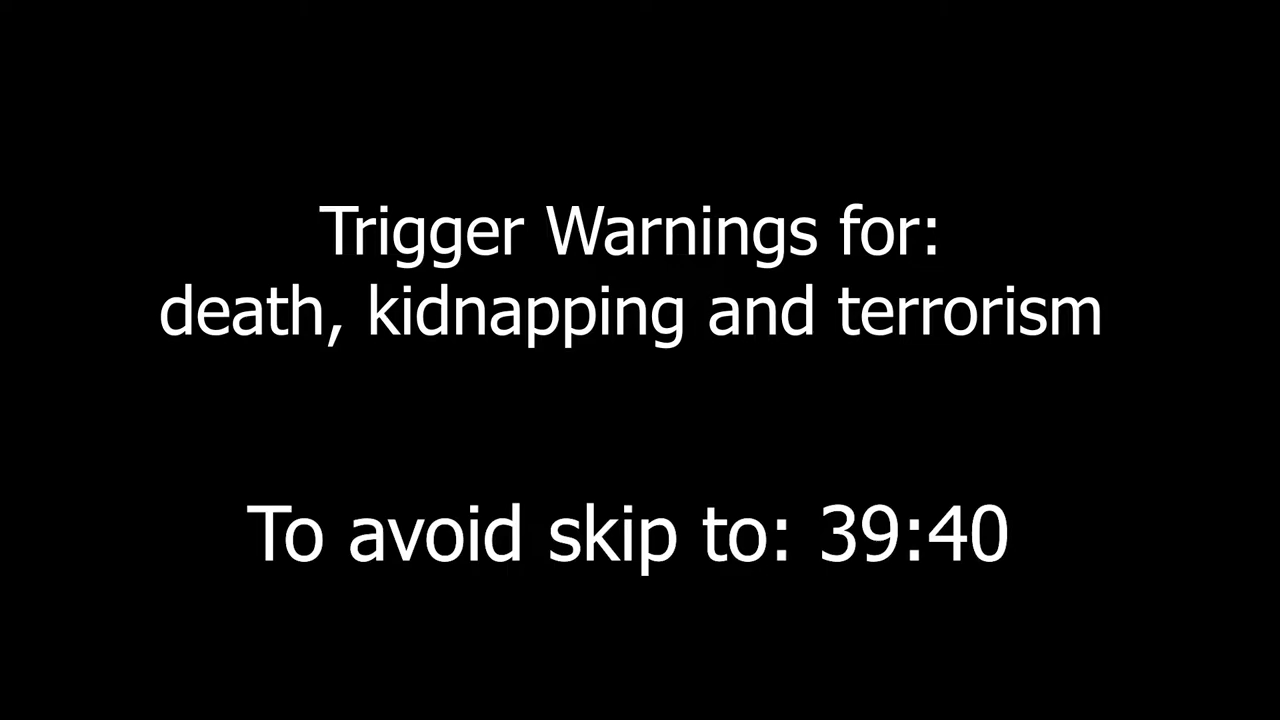 Trigger Warnings for:
death, kidnapping and terrorism
To avoid skip to: 39:40